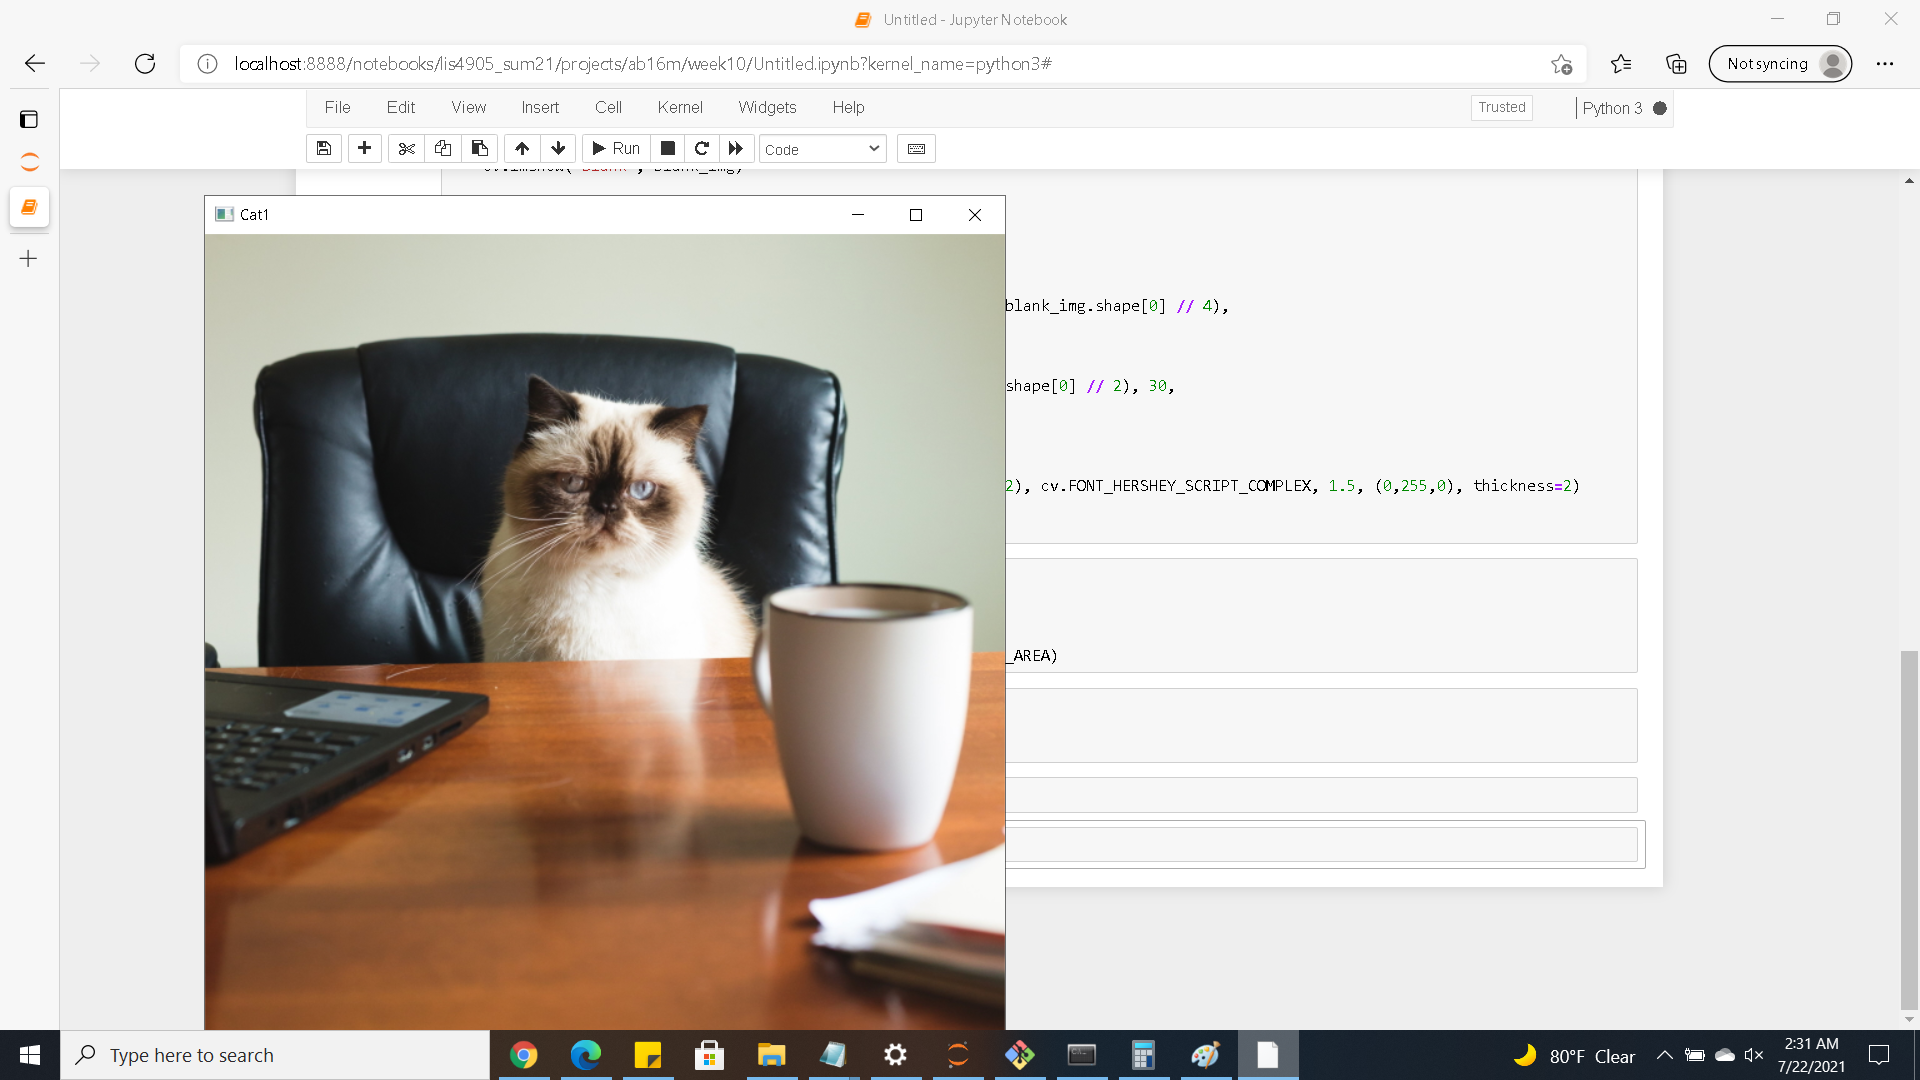 Untitled - Jupyter Notebook
localhost:8888/notebooks/lis4905_sum21/projects/ab16m/week10/Untitled.ipynb?kernel_name=python3#
Not syncing
File Edit View Insert Cell Kernel Widgets Help
Trusted
Python 3
Run
Code
Cat1
blank_img.shape[0] // 4),
shape[0] // 2), 30,
2), cv.FONT_HERSHEY_SCRIPT_COMPLEX, 1.5, (0,255,0), thickness=2)
_AREA)
Type here to search
80°F Clear
2:31 AM
7/22/2021